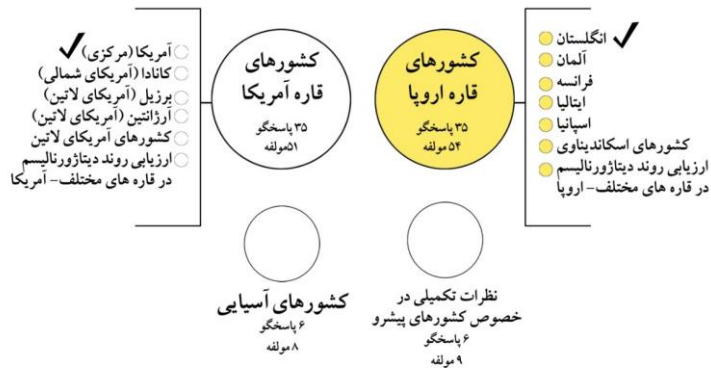 انگلستان
آلمان
فرانسه
ایتالیا
اسپانیا
کشورهای اسکاندیناوی
ارزیابی روند دیتاژورنالیسم
در قاره های مختلف- اروپا
کشورهای
قاره اروپا
۳۵ پاسخگو
۵۴ مولفه
کشورهای
قاره آمریکا
۳۵ پاسخگو
۵۱مولفه
آمریکا (مرکزی)
کانادا (آمریکای شمالی)
برزیل (آمریکای لاتین)
آرژانتین (آمریکای لاتین)
کشورهای آمریکای لاتین
ارزیابی روند دیتاژورنالیسم
در قاره های مختلف- آمریکا
نظرات تکمیلی در
خصوص کشورهای پیشرو
۶ پاسخگو
۹ مولفه
کشورهای آسیایی
۶ پاسخگو
۸ مولفه